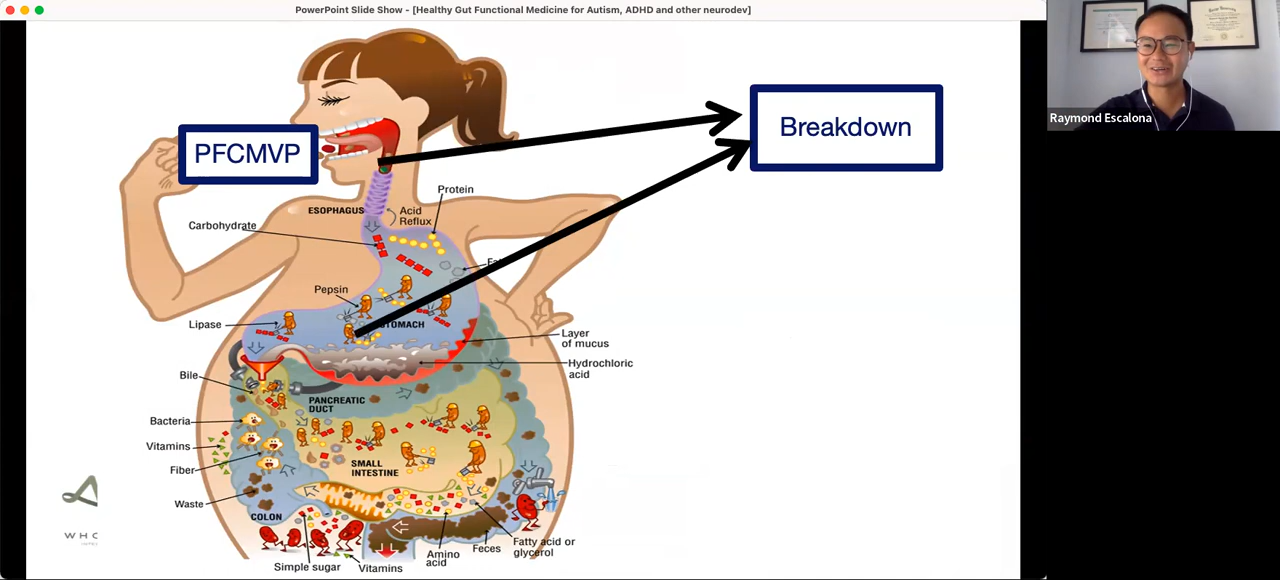 PowerPoint Slide Show - [Healthy Gut Functional Medicine for Autism, ADHD and other neurodev]
Raymond Escalona
Breakdown
PFCMVP
Protein
ESOPHAGUS
Acid
Reflux
Carbohydrate
Pepsin
Lipase
STOMACH
Layer
of mucus
Hydrochloric
acid
Bile
PANCREATIC
DUCT
Bacteria
Vitamins
Fiber
SMALL
INTESTINE
Waste
COLON
Simple sugar
Vitamins
Amino
acid
Feces
Fatty acid or
glycerol